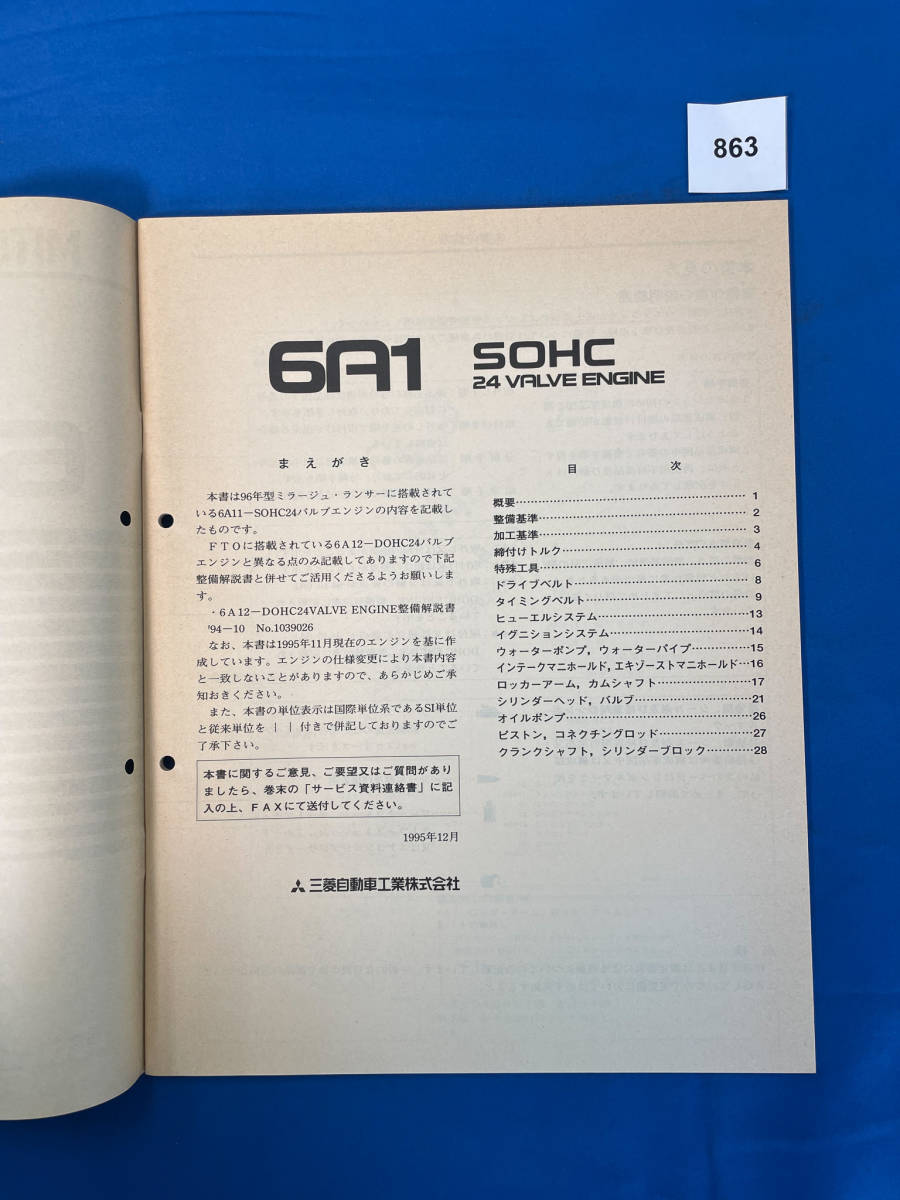 863
6A1 SOHC
24 VALVE ENGINE
まえがき
本書は96年型ミラージュ・ランサーに搭載されて
いる6A11−SOHC24バルブエンジンの内容を記載し
たものです。
FTOに搭載されている6A12−DOHC24バルブ
エンジンと異なる点のみ記載してありますので下記
整備解説書と併せてご活用くださるようお願いしま
す。
・6A12−DOHC24VALVE ENGINE整備解説書
'94−10 No.1039026
なお、本書は1995年11月現在のエンジンを基に作
成しています。エンジンの仕様変更により本書内容
と一致しないことがありますので、あらかじめご承
知おきください。
また、本書の単位表示は国際単位系であるSI単位
と従来単位を | | 付きで併記しておりますのでご
了承下さい。
本書に関するご意見、ご要望又はご質問があり
ましたら、巻末の「サービス資料連絡書」に記
入の上、FAXにて送付してください。
1995年12月
三菱自動車工業株式会社
目 次
概要…………1
整備基準…………2
加工基準…………3
締付けトルク…………4
特殊工具…………6
ドライブベルト…………8
タイミングベルト…………9
ヒューエルシステム…………13
イグニションシステム…………14
ウォーターポンプ，ウォーターパイプ…………15
インテークマニホールド，エキゾーストマニホールド…16
ロッカーアーム，カムシャフト…………17
シリンダーヘッド，バルブ…………21
オイルポンプ…………26
ピストン，コネクチングロッド…………27
クランクシャフト，シリンダーブロック…………28